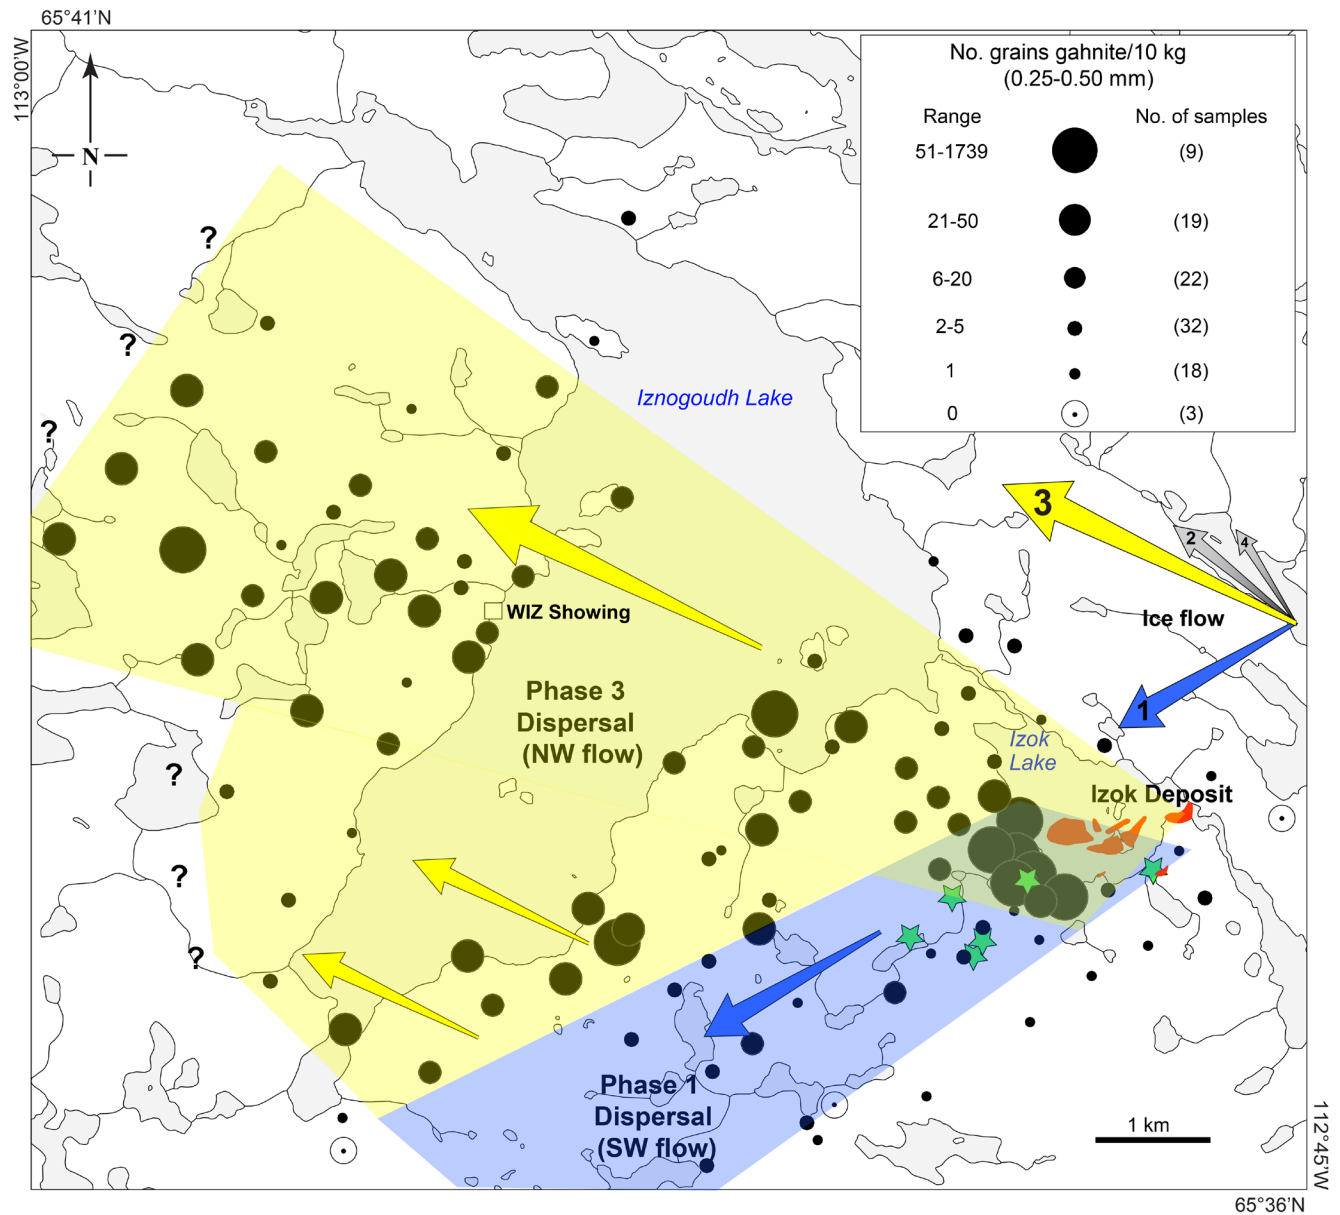 65°41'N
113°00'W
No. grains gahnite/10 kg
(0.25-0.50 mm)
Range
No. of samples
51-1739
(9)
21-50
(19)
6-20
(22)
2-5
(32)
1
(18)
0
(3)
N
?
?
?
Iznogoudh Lake
3
2
4
Ice flow
WIZ Showing
Phase 3
Dispersal
(NW flow)
1
Izok
Lake
Izok Deposit
?
?
?
Phase 1
Dispersal
(SW flow)
1 km
112°45'W
65°36'N